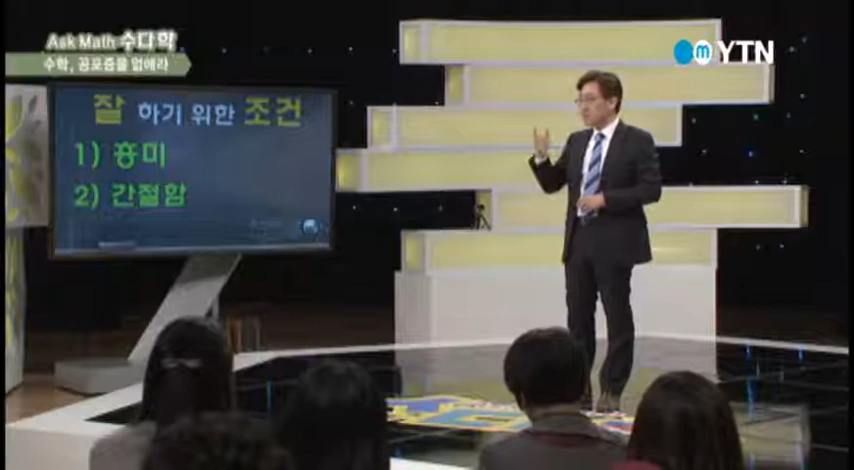 Ask Math 수다학
수학, 공포증을 없애라
YTN
잘 하기 위한 조건
1) 흥미
2) 간절함